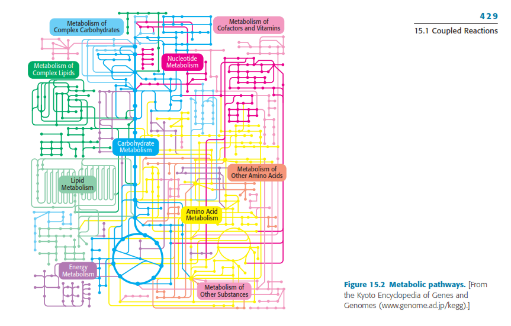 429
15.1 Coupled Reactions
Metabolism of
Complex Carbohydrates
Metabolism of
Cofactors and Vitamins
Nucleotide
Metabolism
Metabolism of
Complex Lipids
Carbohydrate
Metabolism
Metabolism of
Other Amino Acids
Lipid
Metabolism
Amino Acid
Metabolism
Energy
Metabolism
Metabolism of
Other Substances
Figure 15.2 Metabolic pathways. [From
the Kyoto Encyclopedia of Genes and
Genomes (www.genome.ad.jp/kegg).]